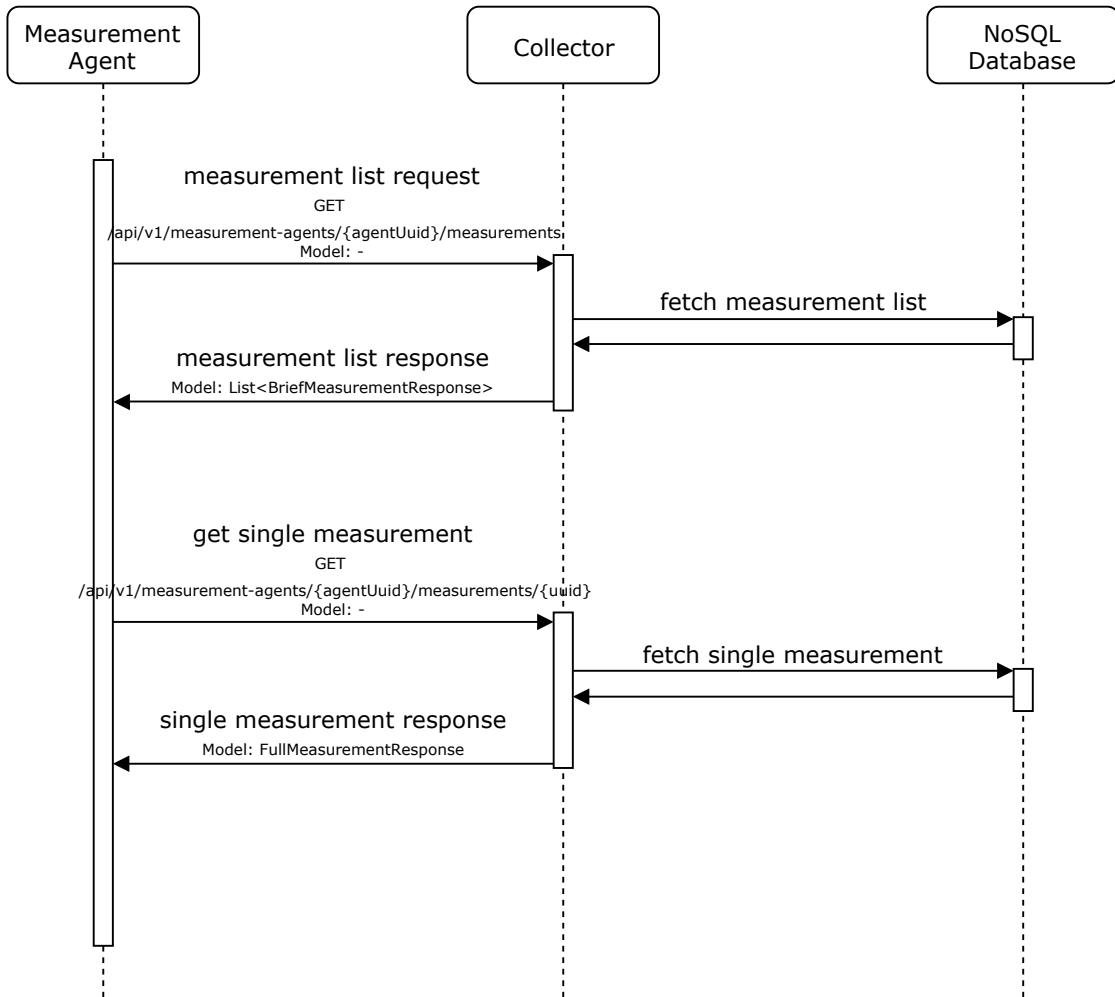 Measurement
Agent
Collector
NoSQL
Database
measurement list request
GET
/api/v1/measurement-agents/{agentUuid}/measurements
Model: -
fetch measurement list
measurement list response
Model: List<BriefMeasurementResponse>
get single measurement
GET
/api/v1/measurement-agents/{agentUuid}/measurements/{uuid}
Model: -
fetch single measurement
single measurement response
Model: FullMeasurementResponse